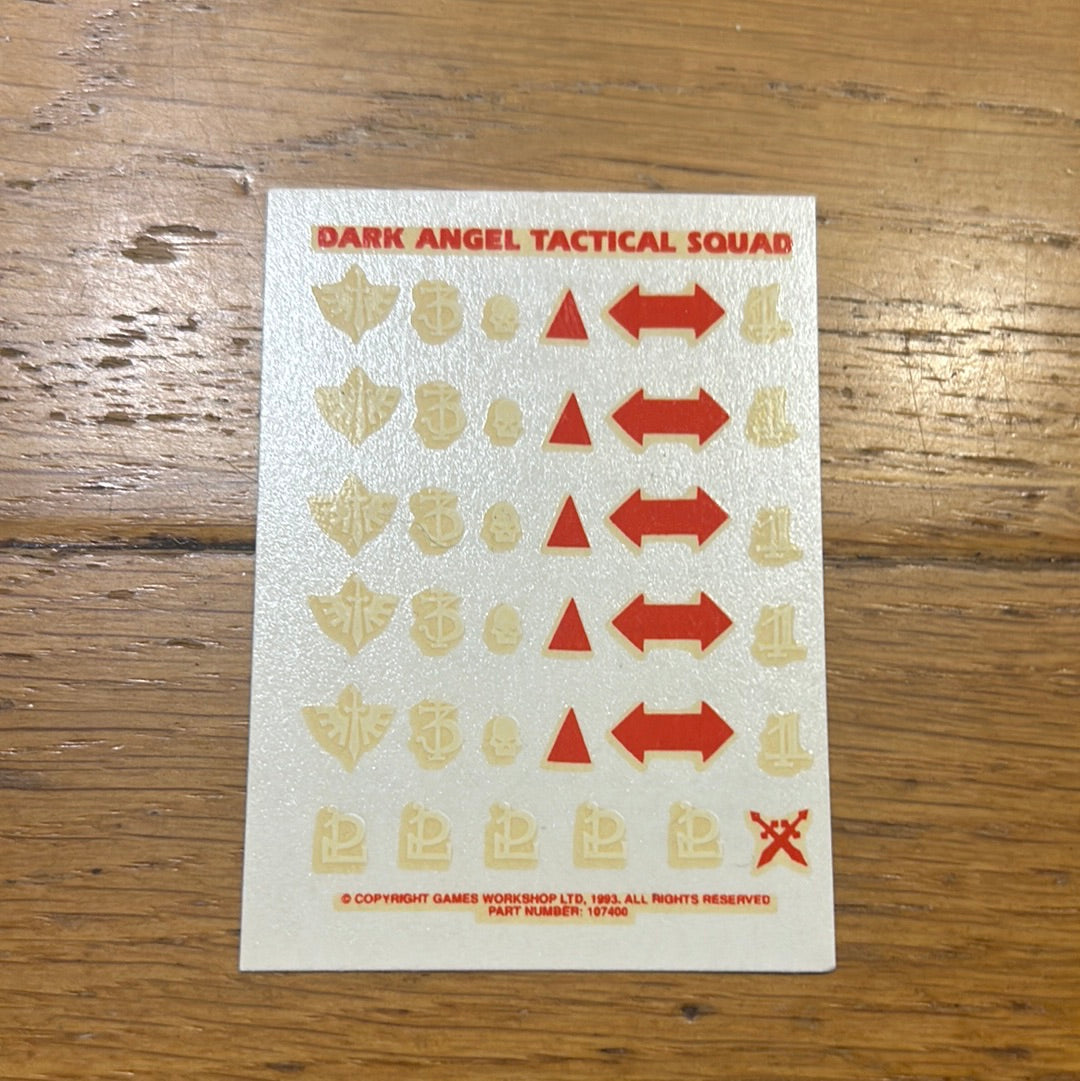 DARK ANGEL TACTICAL SQUAD
© COPYRIGHT GAMES WORKSHOP LTD, 1993. ALL RIGHTS RESERVED
PART NUMBER: 107400